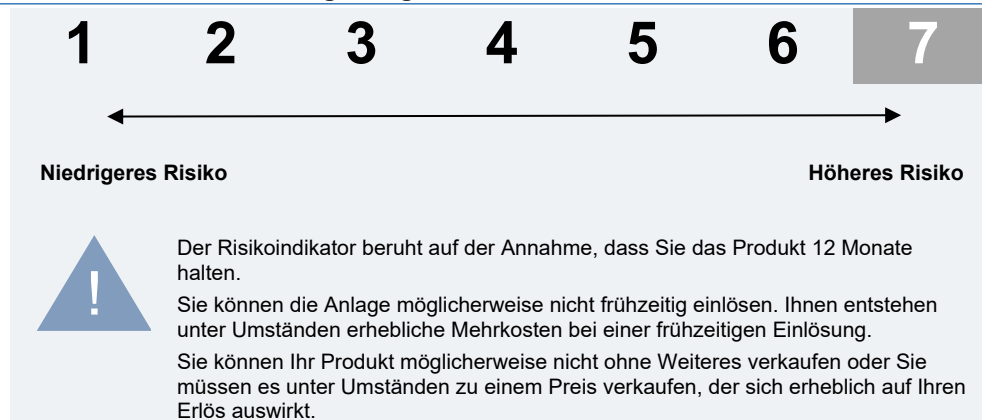 1 2 3 4 5 6 7
Niedrigeres Risiko Höheres Risiko
!
Der Risikoindikator beruht auf der Annahme, dass Sie das Produkt 12 Monate
halten.
Sie können die Anlage möglicherweise nicht frühzeitig einlösen. Ihnen entstehen
unter Umständen erhebliche Mehrkosten bei einer frühzeitigen Einlösung.
Sie können Ihr Produkt möglicherweise nicht ohne Weiteres verkaufen oder Sie
müssen es unter Umständen zu einem Preis verkaufen, der sich erheblich auf Ihren
Erlös auswirkt.